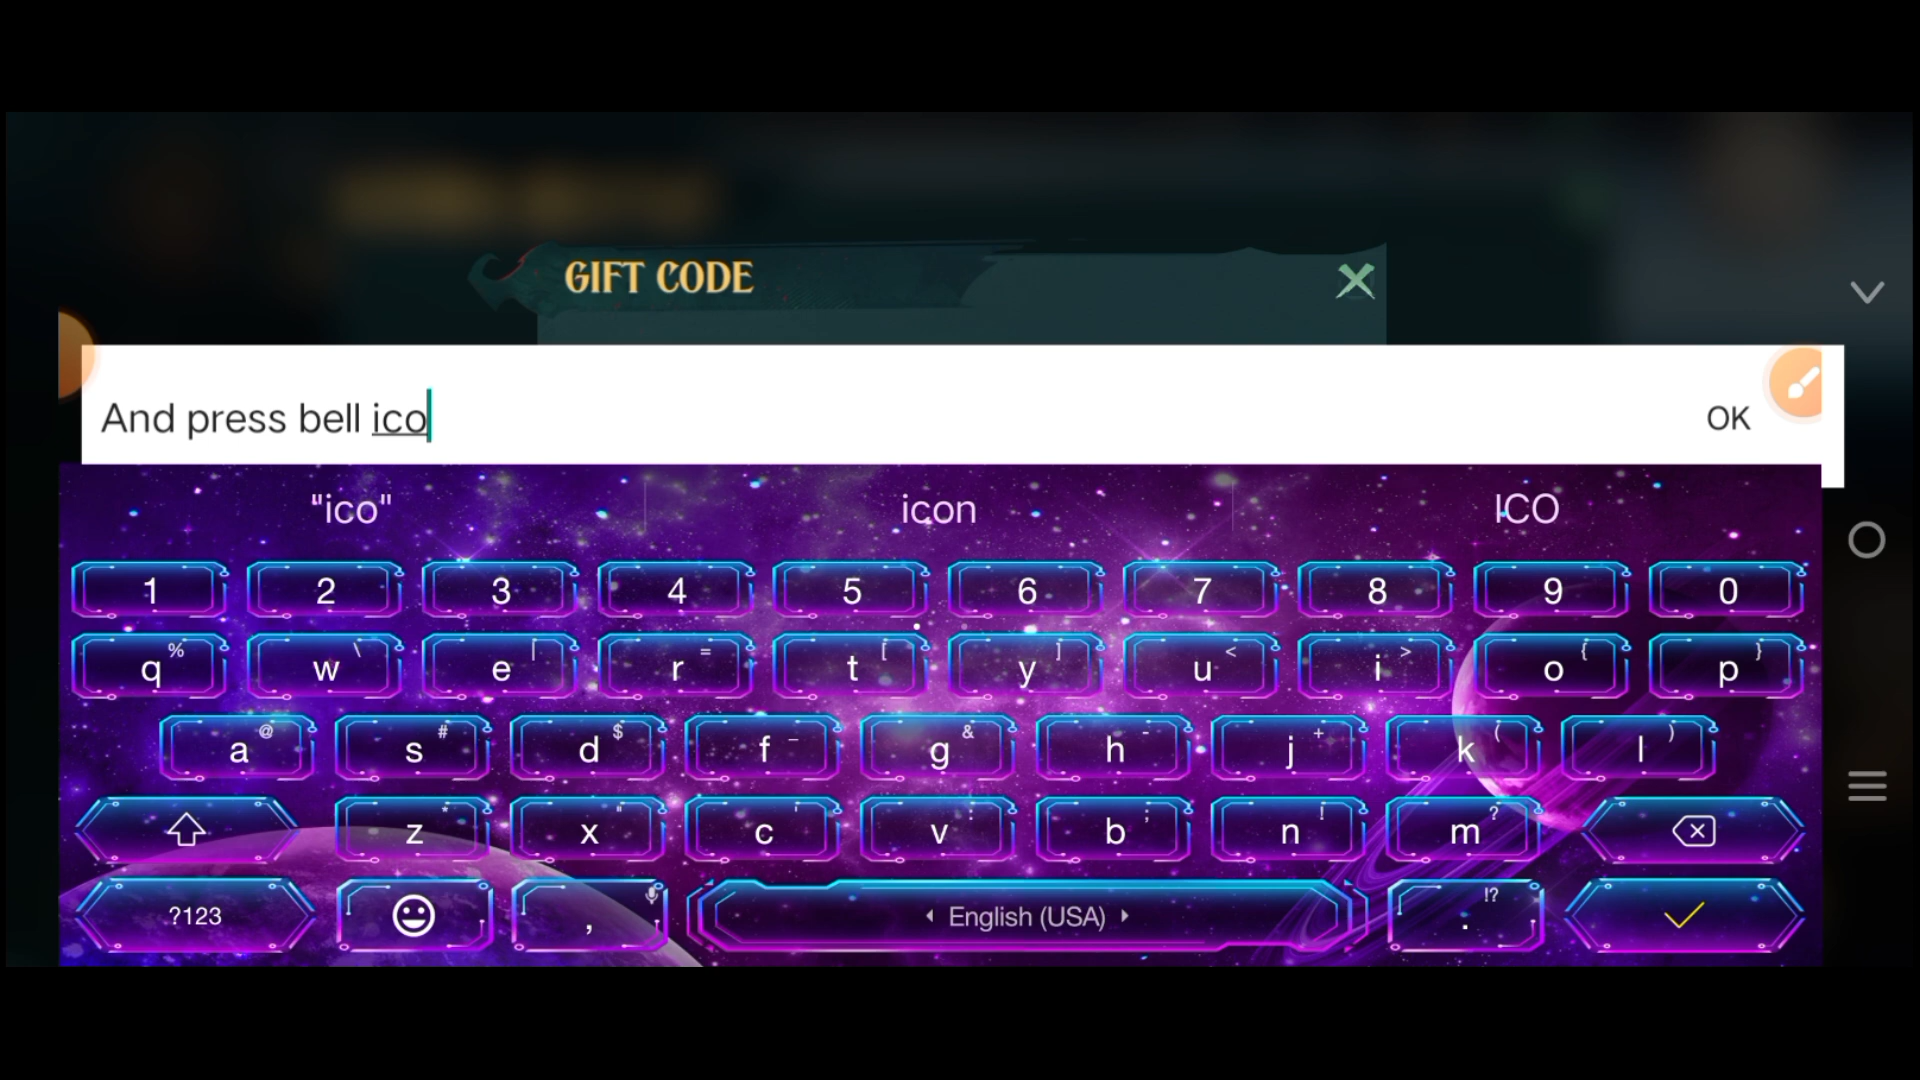 GIFT CODE
And press bell ico
OK
"ico" icon ICO
1 2 3 4 5 6 7 8 9 0
q % w \ e | r = t [ y ] u < i > o { p }
a @ s # d $ f _ g & h - j + k ( l )
z * x " c ' v : b ; n ! m ?
?123 , English (USA) . !?